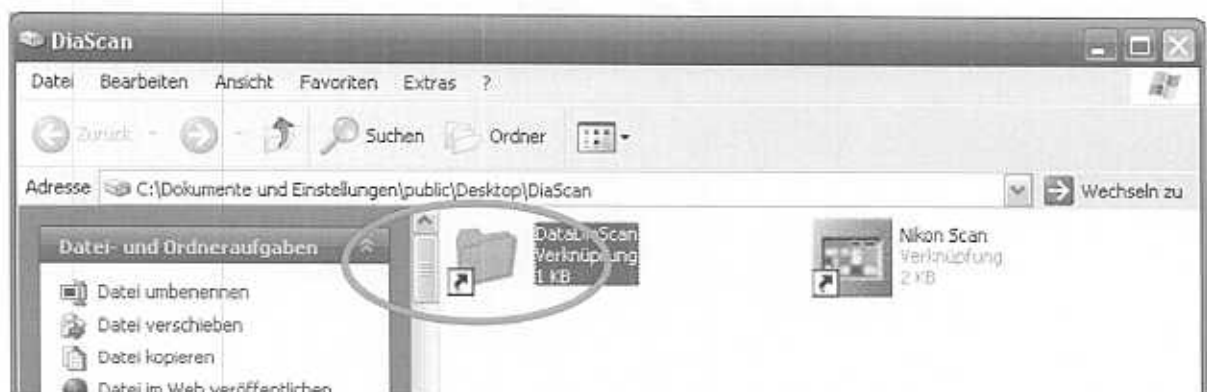 DiaScan
Datei Bearbeiten Ansicht Favoriten Extras ?
Zurück Suchen Ordner
Adresse C:\Dokumente und Einstellungen\public\Desktop\DiaScan Wechseln zu
Datei- und Ordneraufgaben
Datei umbenennen
Datei verschieben
Datei kopieren
Datei im Web veröffentlichen
DataDiaScan
Verknüpfung
1 KB
Nikon Scan
Verknüpfung
2 KB